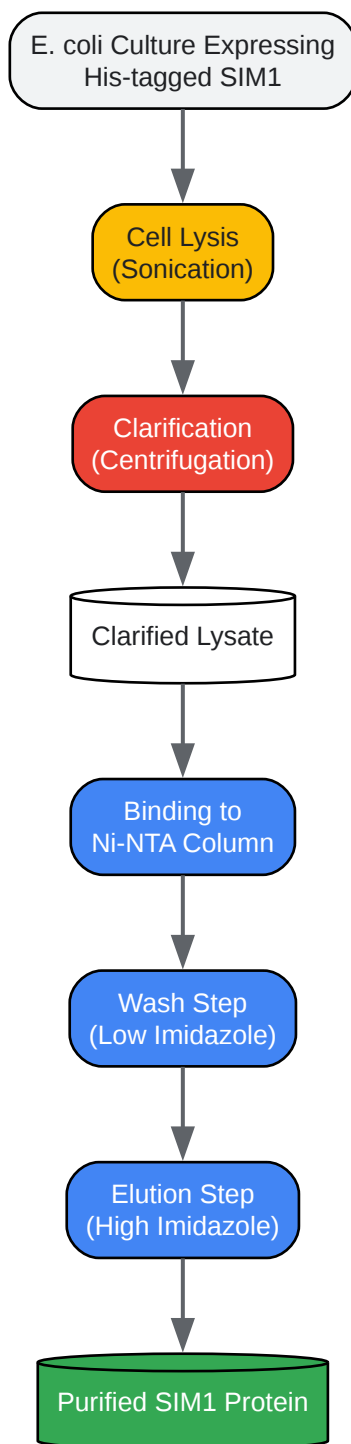 E. coli Culture Expressing
His-tagged SIM1
Cell Lysis
(Sonication)
Clarification
(Centrifugation)
Clarified Lysate
Binding to
Ni-NTA Column
Wash Step
(Low Imidazole)
Elution Step
(High Imidazole)
Purified SIM1 Protein